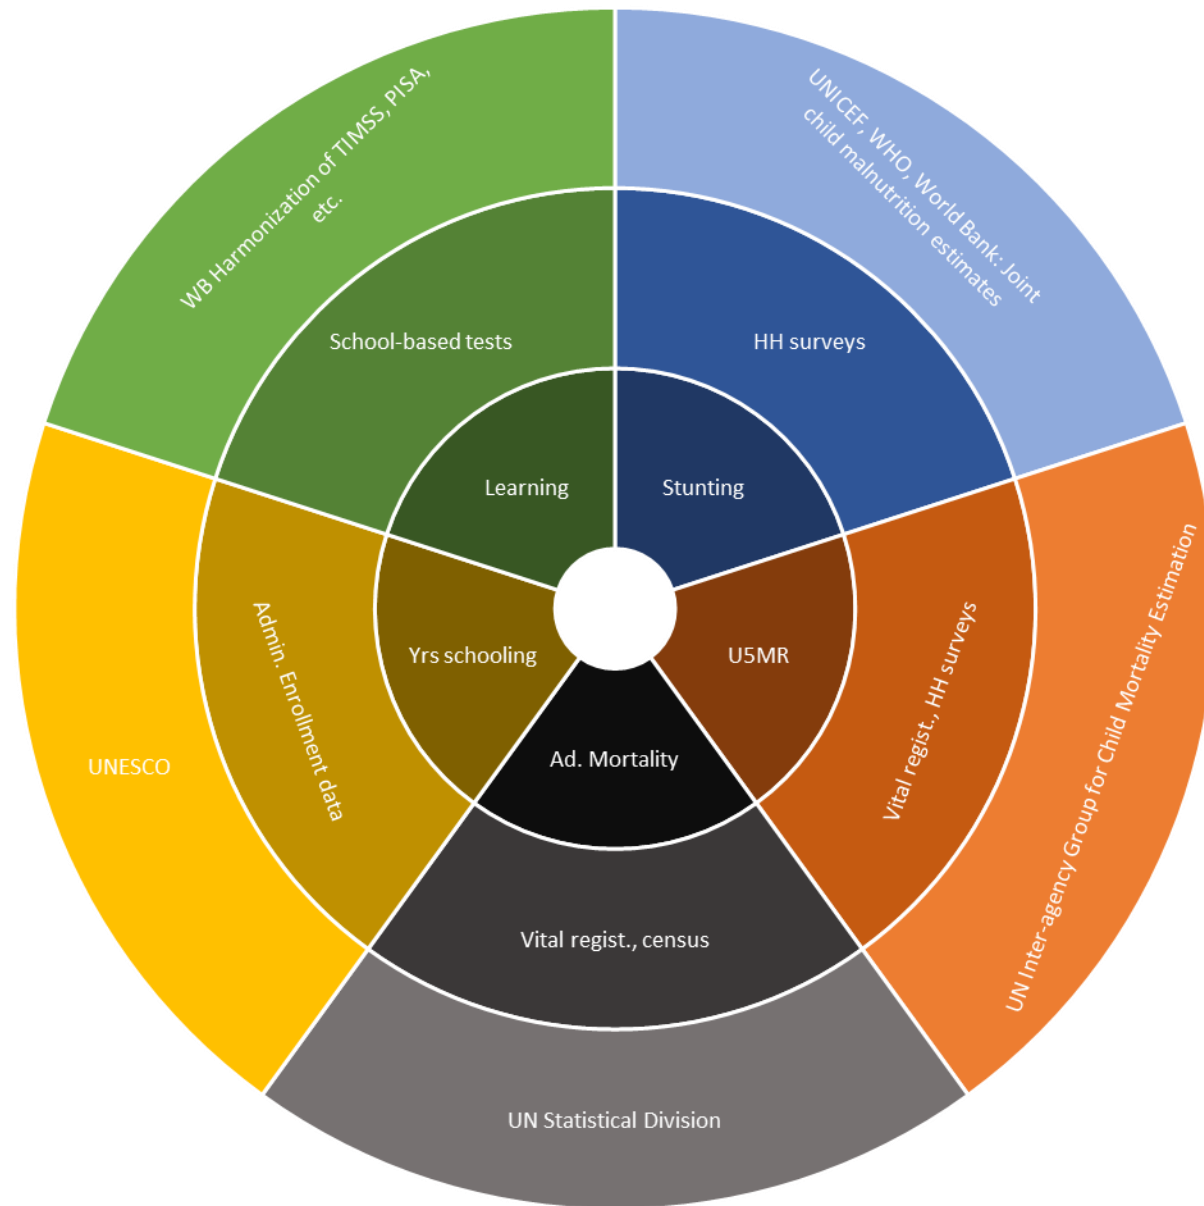 WB Harmonization of TIMSS, PISA,
etc.
UNICEF, WHO, World Bank: Joint
child malnutrition estimates
School-based tests
HH surveys
Learning
Stunting
Admin. Enrollment data
Yrs schooling
U5MR
Vital regist., HH surveys
UN Inter-agency Group for Child Mortality Estimation
UNESCO
Ad. Mortality
Vital regist., census
UN Statistical Division